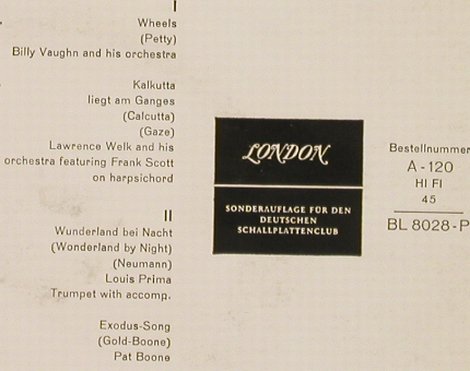 I
Wheels
(Petty)
Billy Vaughn and his orchestra
Kalkutta
liegt am Ganges
(Calcutta)
(Gaze)
Lawrence Welk and his
orchestra featuring Frank Scott
on harpsichord
II
Wunderland bei Nacht
(Wonderland by Night)
(Neumann)
Louis Prima
Trumpet with accomp.
Exodus-Song
(Gold-Boone)
Pat Boone
LONDON
SONDERAUFLAGE FÜR DEN
DEUTSCHEN
SCHALLPLATTENCLUB
Bestellnummer
A-120
HI FI
45
BL 8028-P